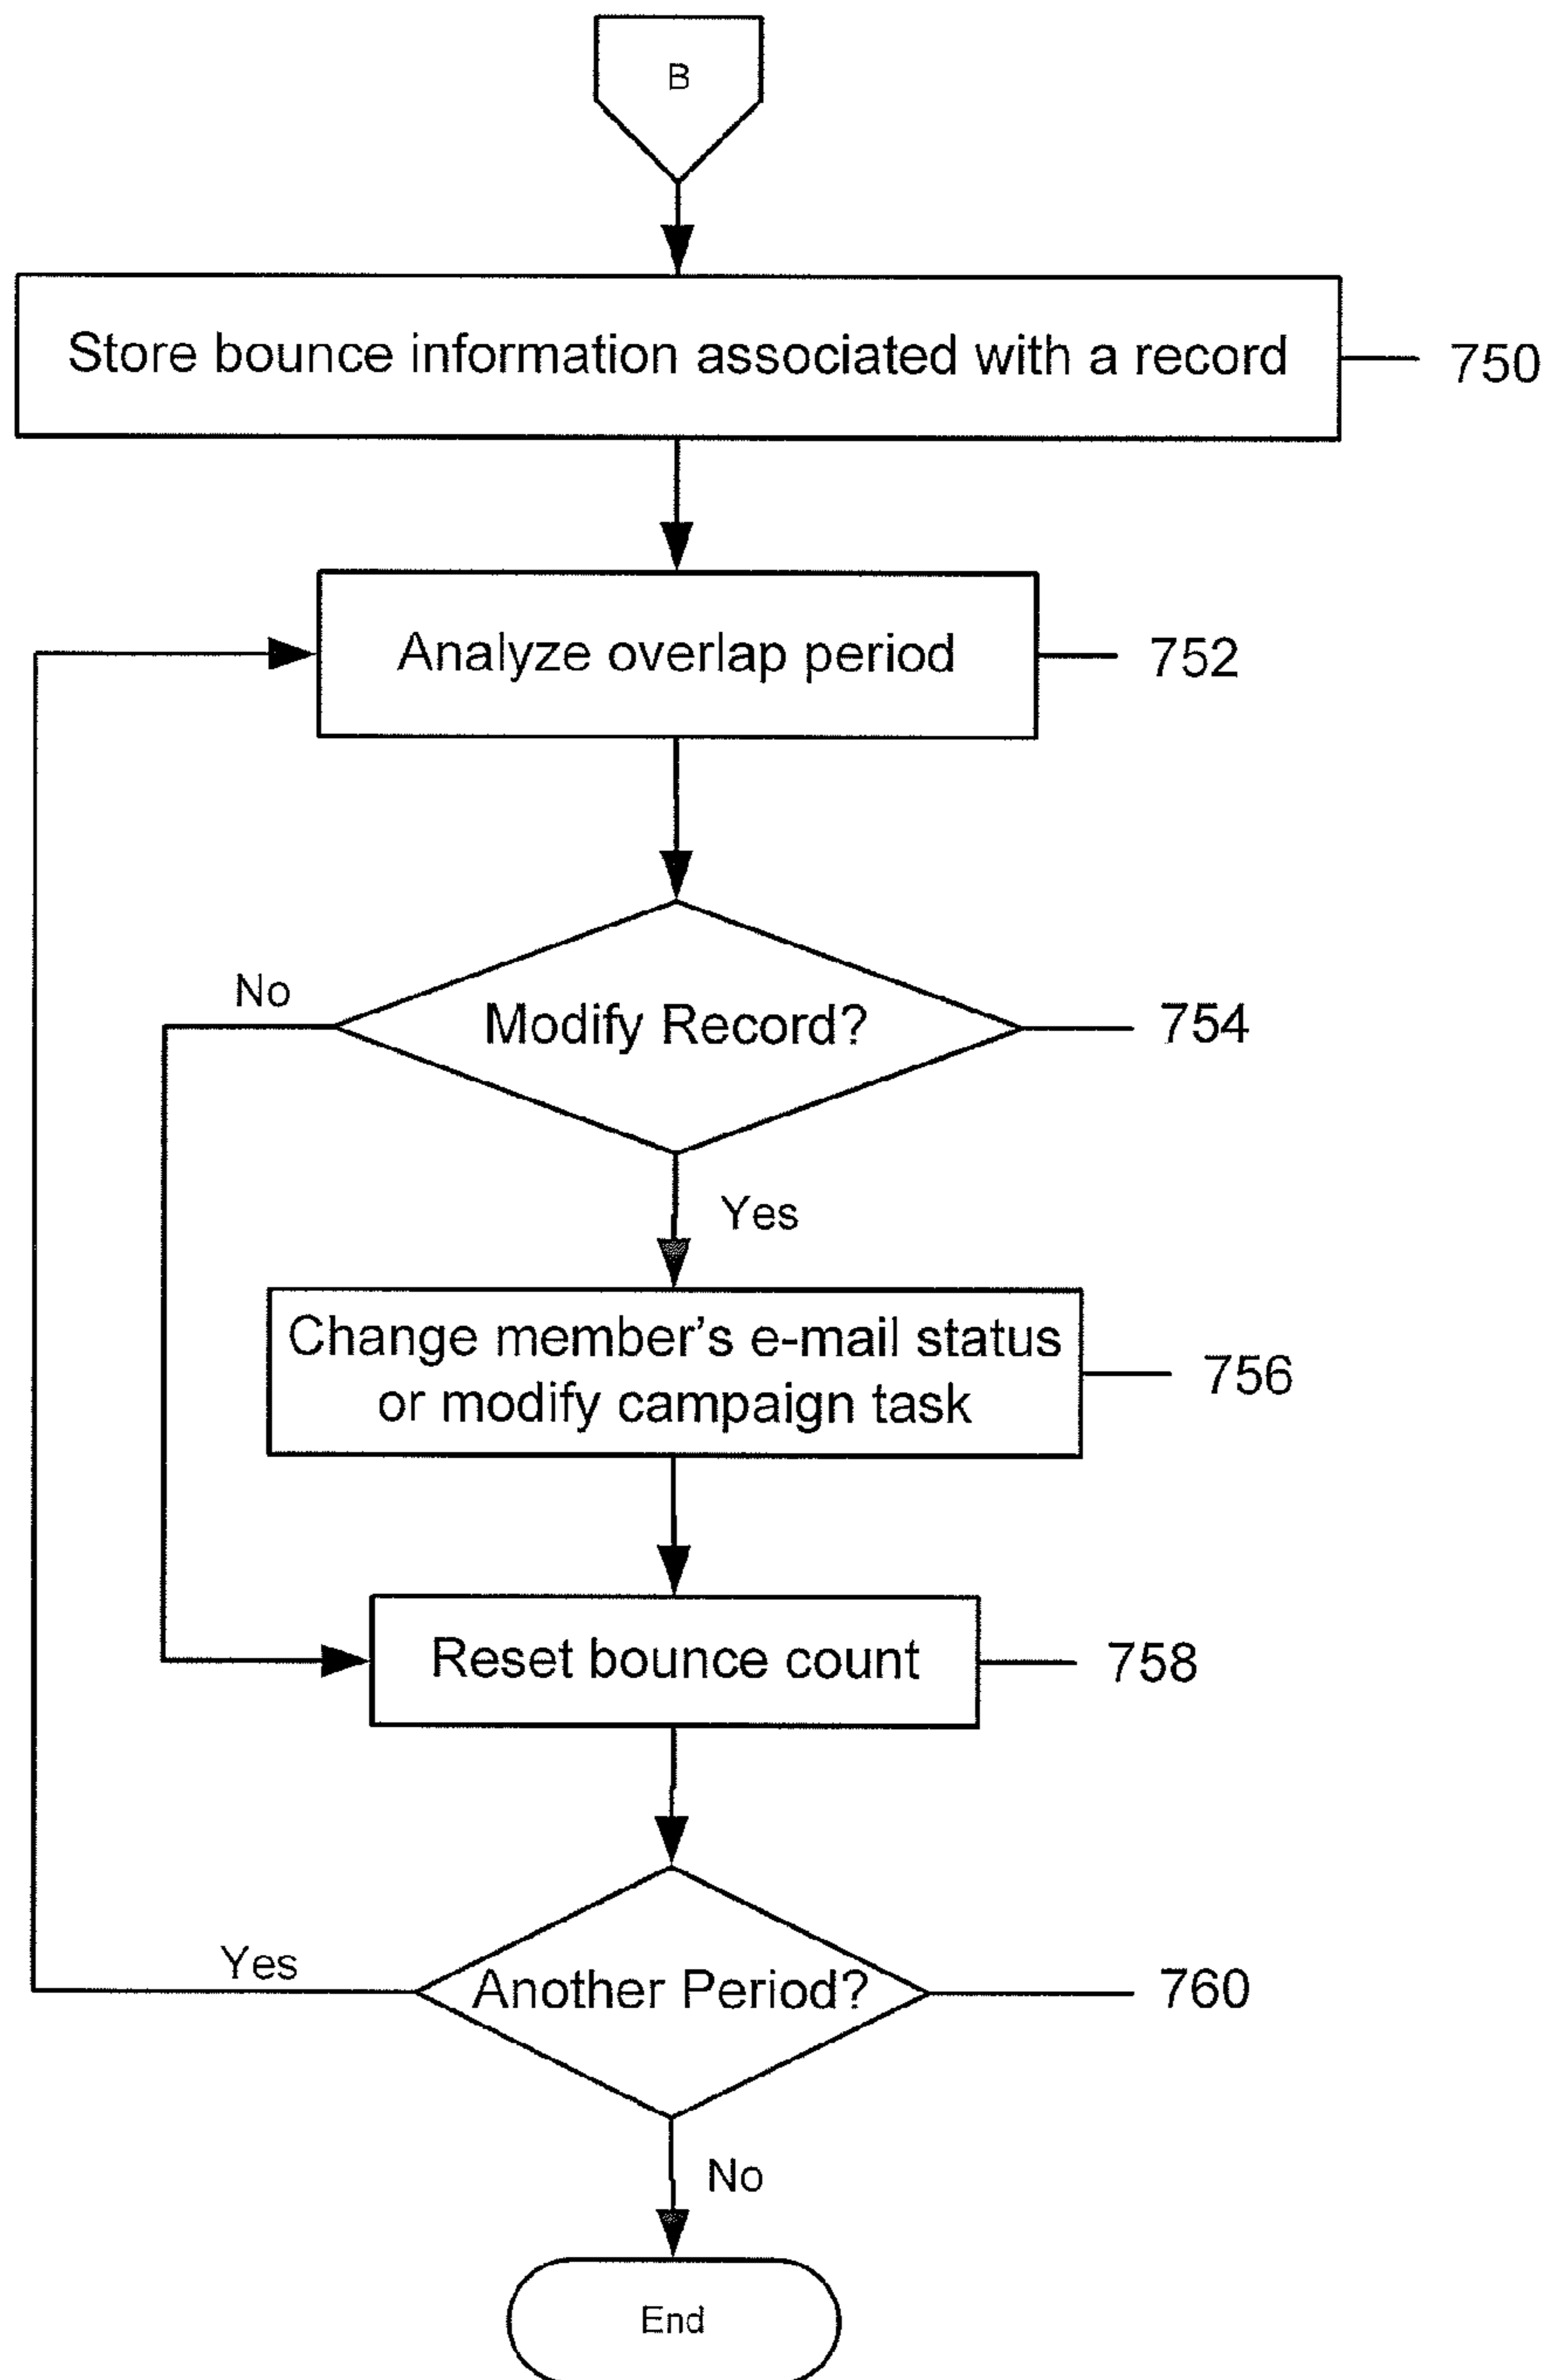 B
Store bounce information associated with a record
750
Analyze overlap period
752
No
Modify Record?
754
Yes
Change member's e-mail status
or modify campaign task
756
Reset bounce count
758
Yes
Another Period?
760
No
End